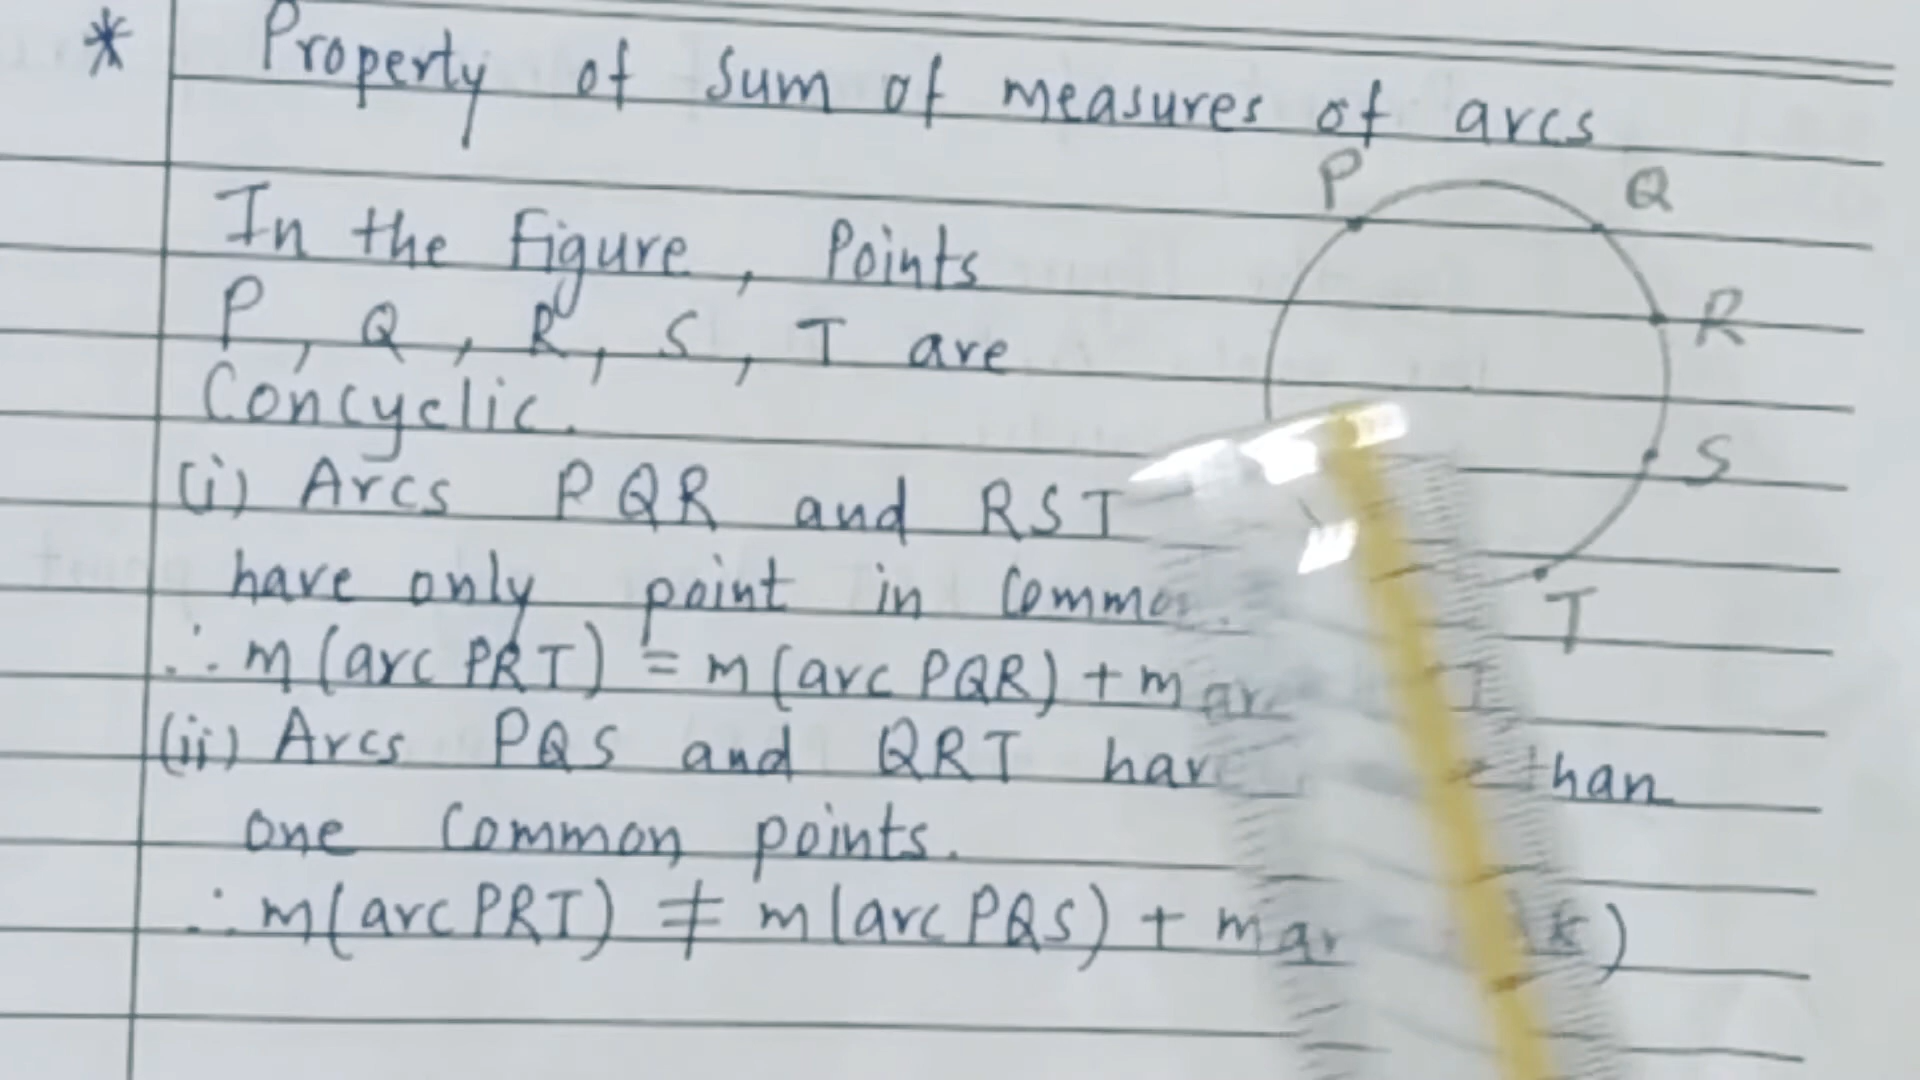 * Property of sum of measures of arcs
In the figure, Points
P, Q, R, S, T are
Concyclic.
(i) Arcs PQR and RST
have only point in
∴ m(arc PRT) = m(arc PQR) + m
(ii) Arcs PQS and QRT than
one common points.
∴ m(arc PRT) ≠ m(arc PQS) + m
P
Q
R
S
T